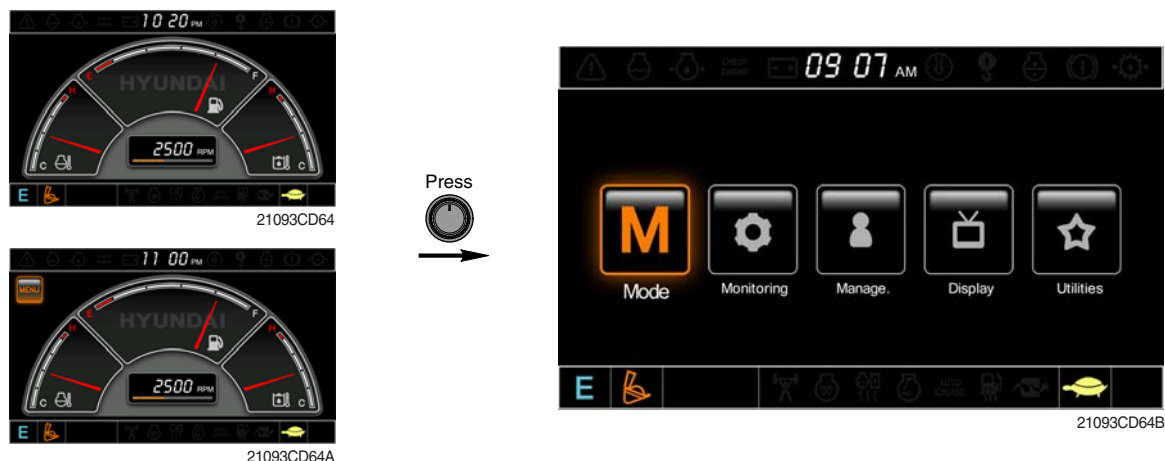 10 20 PM
E F
HYUNDAI
H H
2500 RPM
C C
E
21093CD64
11 00 PM
MENU
E F
HYUNDAI
H H
2500 RPM
C C
E
21093CD64A
Press
CHECK ENGINE 09 07 AM
M
Mode Monitoring Manage. Display Utilities
E AUTO CRUISE
21093CD64B